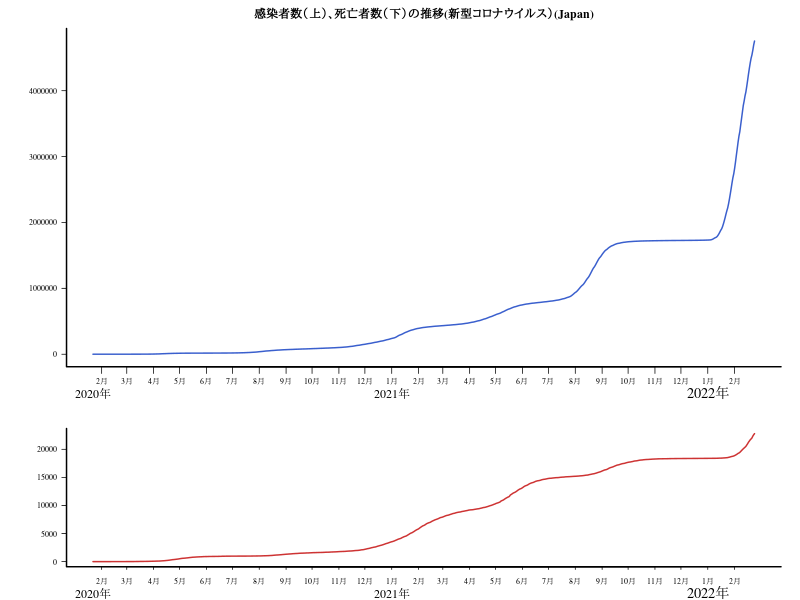 感染者数（上）、死亡者数（下）の推移(新型コロナウイルス)(Japan)
4000000
3000000
2000000
1000000
0
2月 3月 4月 5月 6月 7月 8月 9月 10月 11月 12月 1月 2月 3月 4月 5月 6月 7月 8月 9月 10月 11月 12月 1月 2月
2020年 2021年 2022年
20000
15000
10000
5000
0
2月 3月 4月 5月 6月 7月 8月 9月 10月 11月 12月 1月 2月 3月 4月 5月 6月 7月 8月 9月 10月 11月 12月 1月 2月
2020年 2021年 2022年